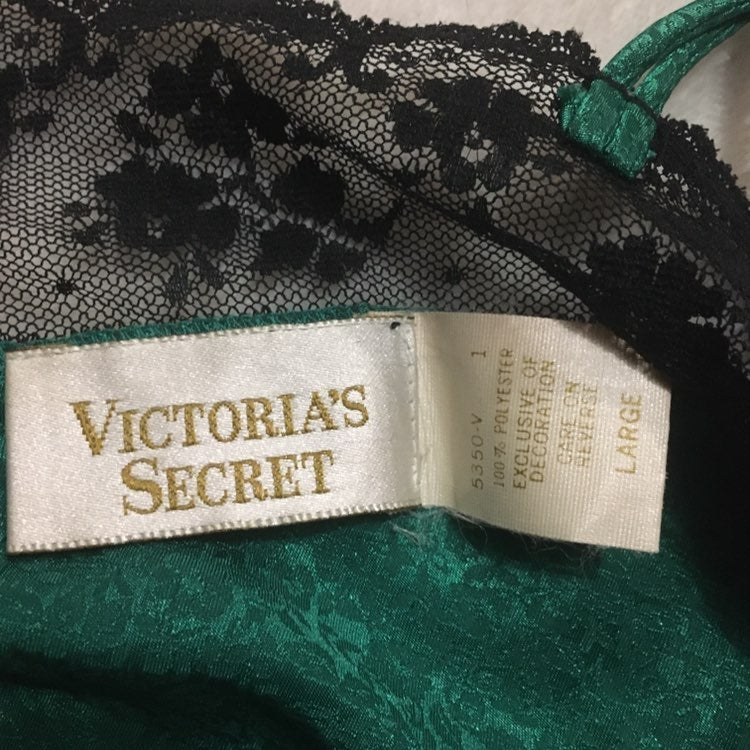 VICTORIA'S
SECRET
5350-V 1
100% POLYESTER
EXCLUSIVE OF
DECORATION
CARE ON
REVERSE
LARGE